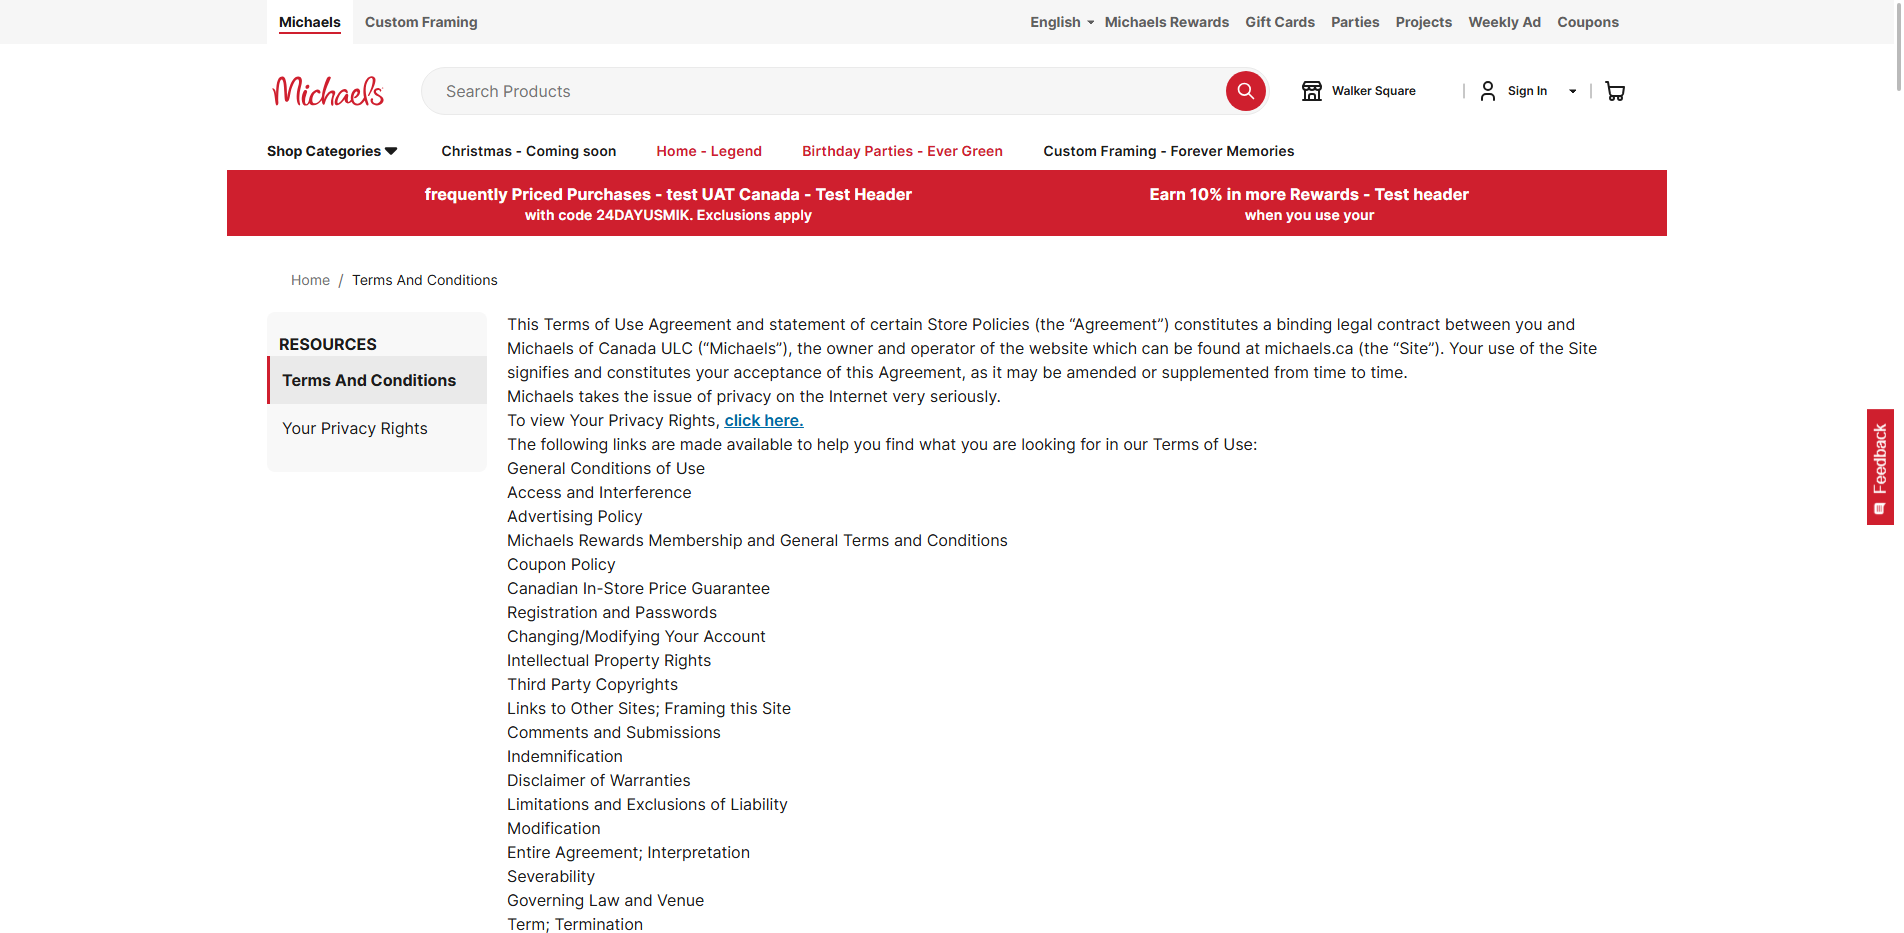 Michaels
Custom Framing
English
Michaels Rewards
Gift Cards
Parties
Projects
Weekly Ad
Coupons
Michaels
Search Products
Walker Square
Sign In
Shop Categories
Christmas - Coming soon
Home - Legend
Birthday Parties - Ever Green
Custom Framing - Forever Memories
frequently Priced Purchases - test UAT Canada - Test Header
with code 24DAYUSMIK. Exclusions apply
Earn 10% in more Rewards - Test header
when you use your
Home / Terms And Conditions
RESOURCES
Terms And Conditions
Your Privacy Rights
This Terms of Use Agreement and statement of certain Store Policies (the “Agreement”) constitutes a binding legal contract between you and
Michaels of Canada ULC (“Michaels”), the owner and operator of the website which can be found at michaels.ca (the “Site”). Your use of the Site
signifies and constitutes your acceptance of this Agreement, as it may be amended or supplemented from time to time.
Michaels takes the issue of privacy on the Internet very seriously.
To view Your Privacy Rights, click here.
The following links are made available to help you find what you are looking for in our Terms of Use:
General Conditions of Use
Access and Interference
Advertising Policy
Michaels Rewards Membership and General Terms and Conditions
Coupon Policy
Canadian In-Store Price Guarantee
Registration and Passwords
Changing/Modifying Your Account
Intellectual Property Rights
Third Party Copyrights
Links to Other Sites; Framing this Site
Comments and Submissions
Indemnification
Disclaimer of Warranties
Limitations and Exclusions of Liability
Modification
Entire Agreement; Interpretation
Severability
Governing Law and Venue
Term; Termination
Feedback